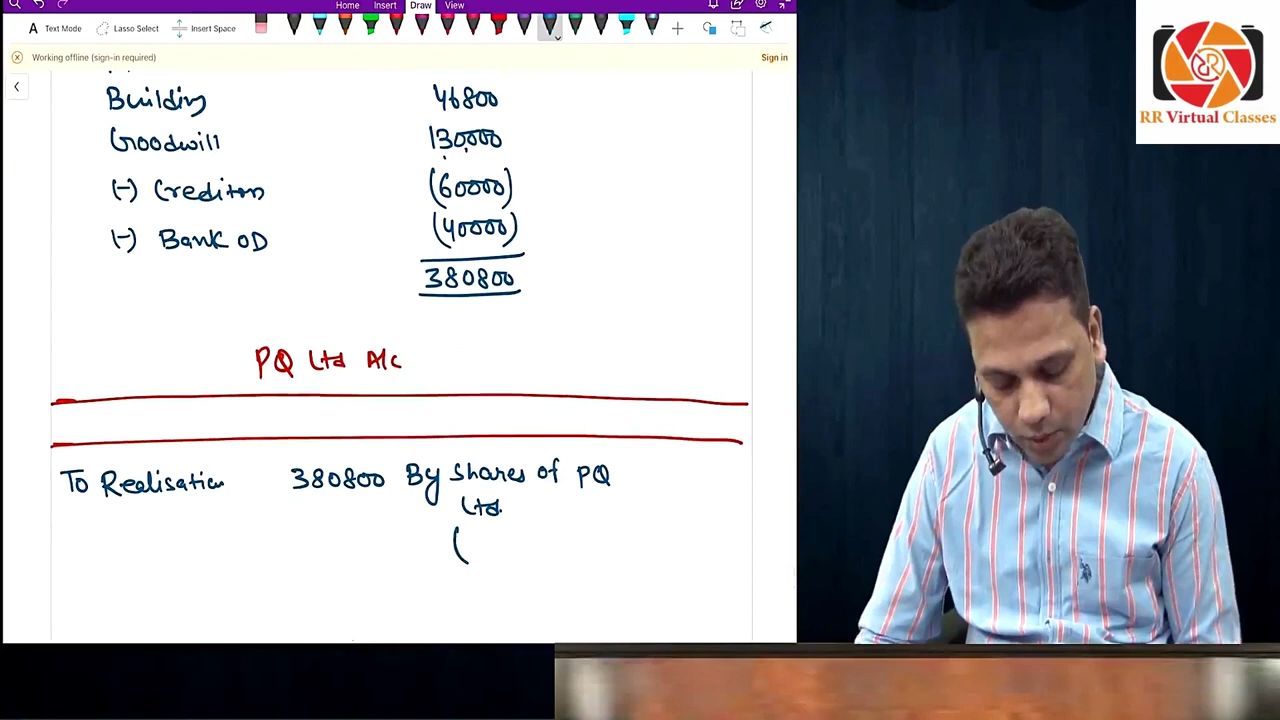 Home Insert Draw View
Text Mode Lasso Select Insert Space
Working offline (sign-in required) Sign in
RR Virtual Classes
Building 46800
Goodwill 130000
(-) Creditors (60000)
(-) Bank OD (40000)
380800
PQ Ltd A/c
To Realisation 380800 By Shares of PQ
Ltd.
(